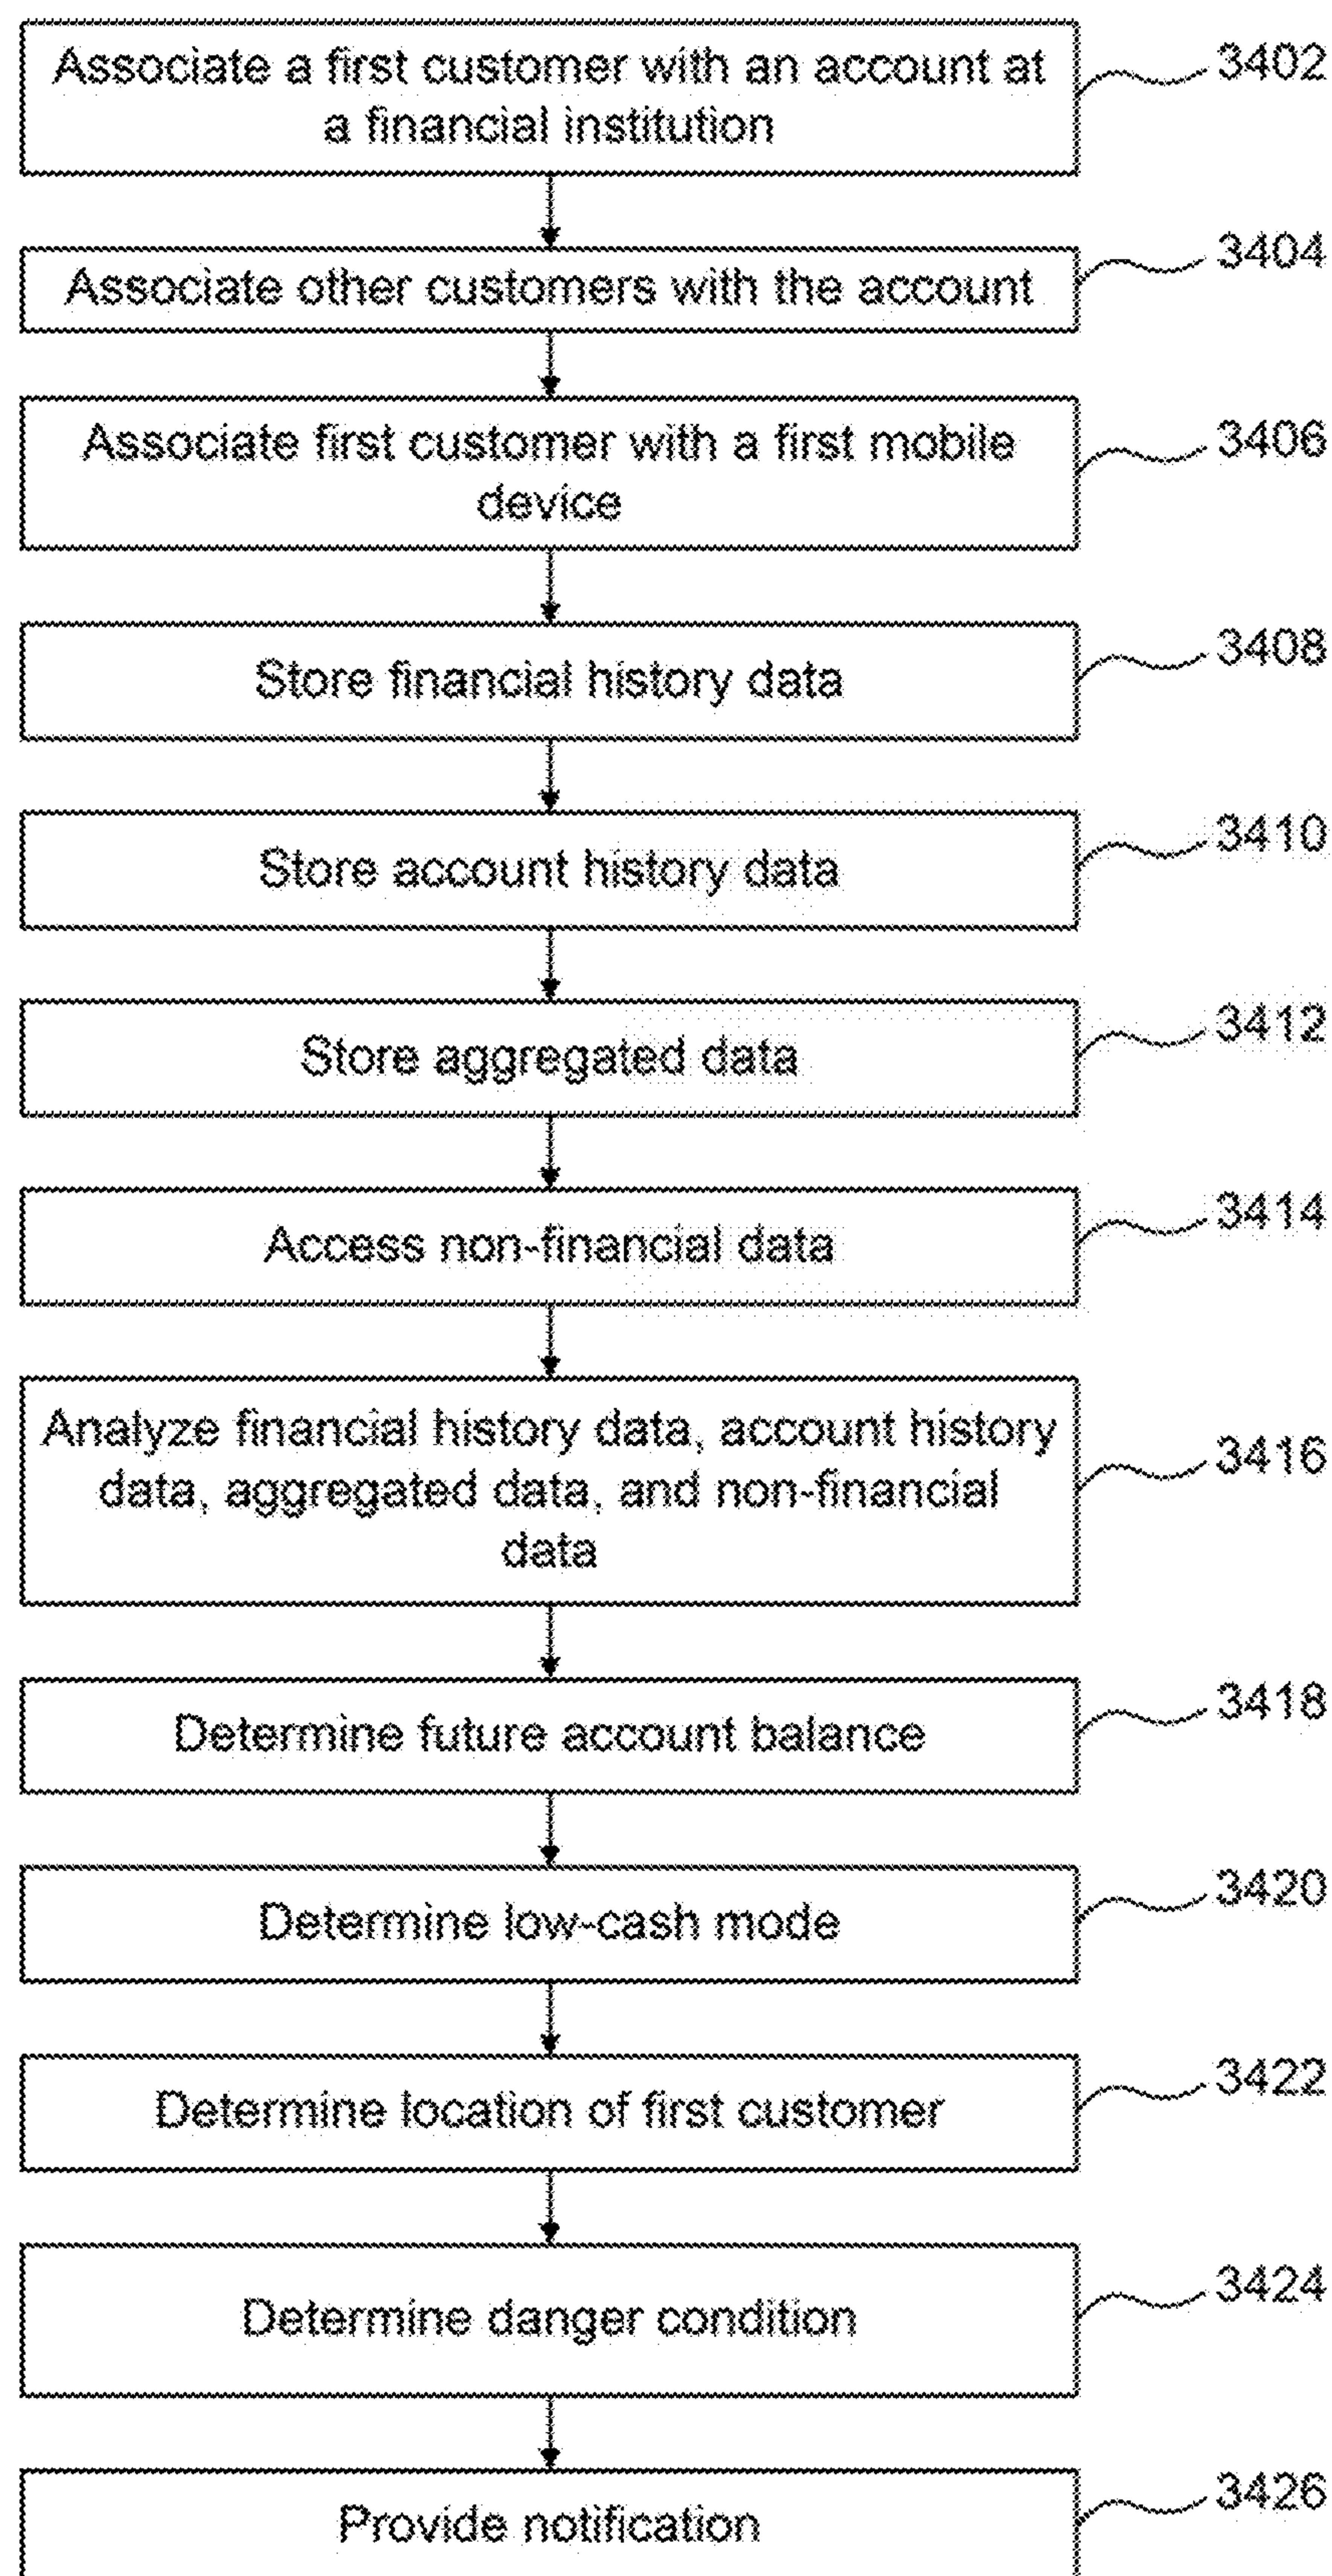 Associate a first customer with an account at
a financial institution
3402
Associate other customers with the account
3404
Associate first customer with a first mobile
device
3406
Store financial history data
3408
Store account history data
3410
Store aggregated data
3412
Access non-financial data
3414
Analyze financial history data, account history
data, aggregated data, and non-financial
data
3416
Determine future account balance
3418
Determine low-cash mode
3420
Determine location of first customer
3422
Determine danger condition
3424
Provide notification
3426